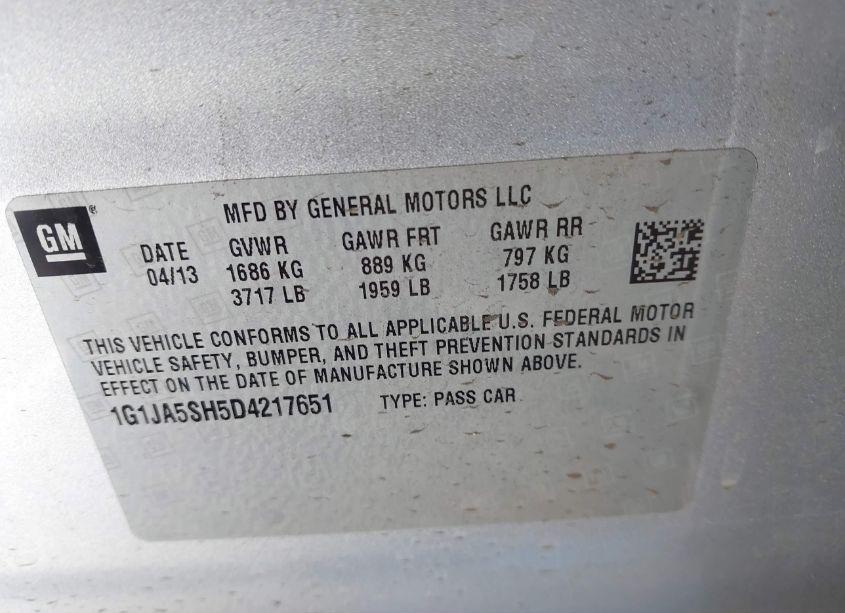 GM®
MFD BY GENERAL MOTORS LLC
DATE GVWR GAWR FRT GAWR RR
04/13 1686 KG 889 KG 797 KG
3717 LB 1959 LB 1758 LB
THIS VEHICLE CONFORMS TO ALL APPLICABLE U.S. FEDERAL MOTOR
VEHICLE SAFETY, BUMPER, AND THEFT PREVENTION STANDARDS IN
EFFECT ON THE DATE OF MANUFACTURE SHOWN ABOVE.
1G1JA5SH5D4217651 TYPE: PASS CAR